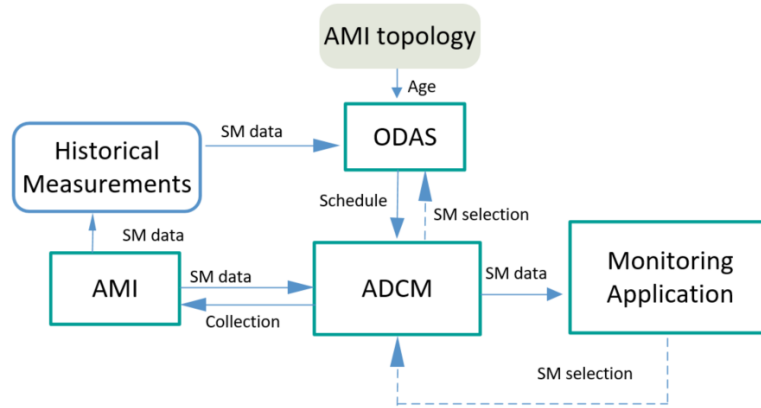 AMI topology
Age
SM data
ODAS
Historical
Measurements
Schedule
SM selection
SM data
AMI
SM data
ADCM
SM data
Monitoring
Application
Collection
SM selection